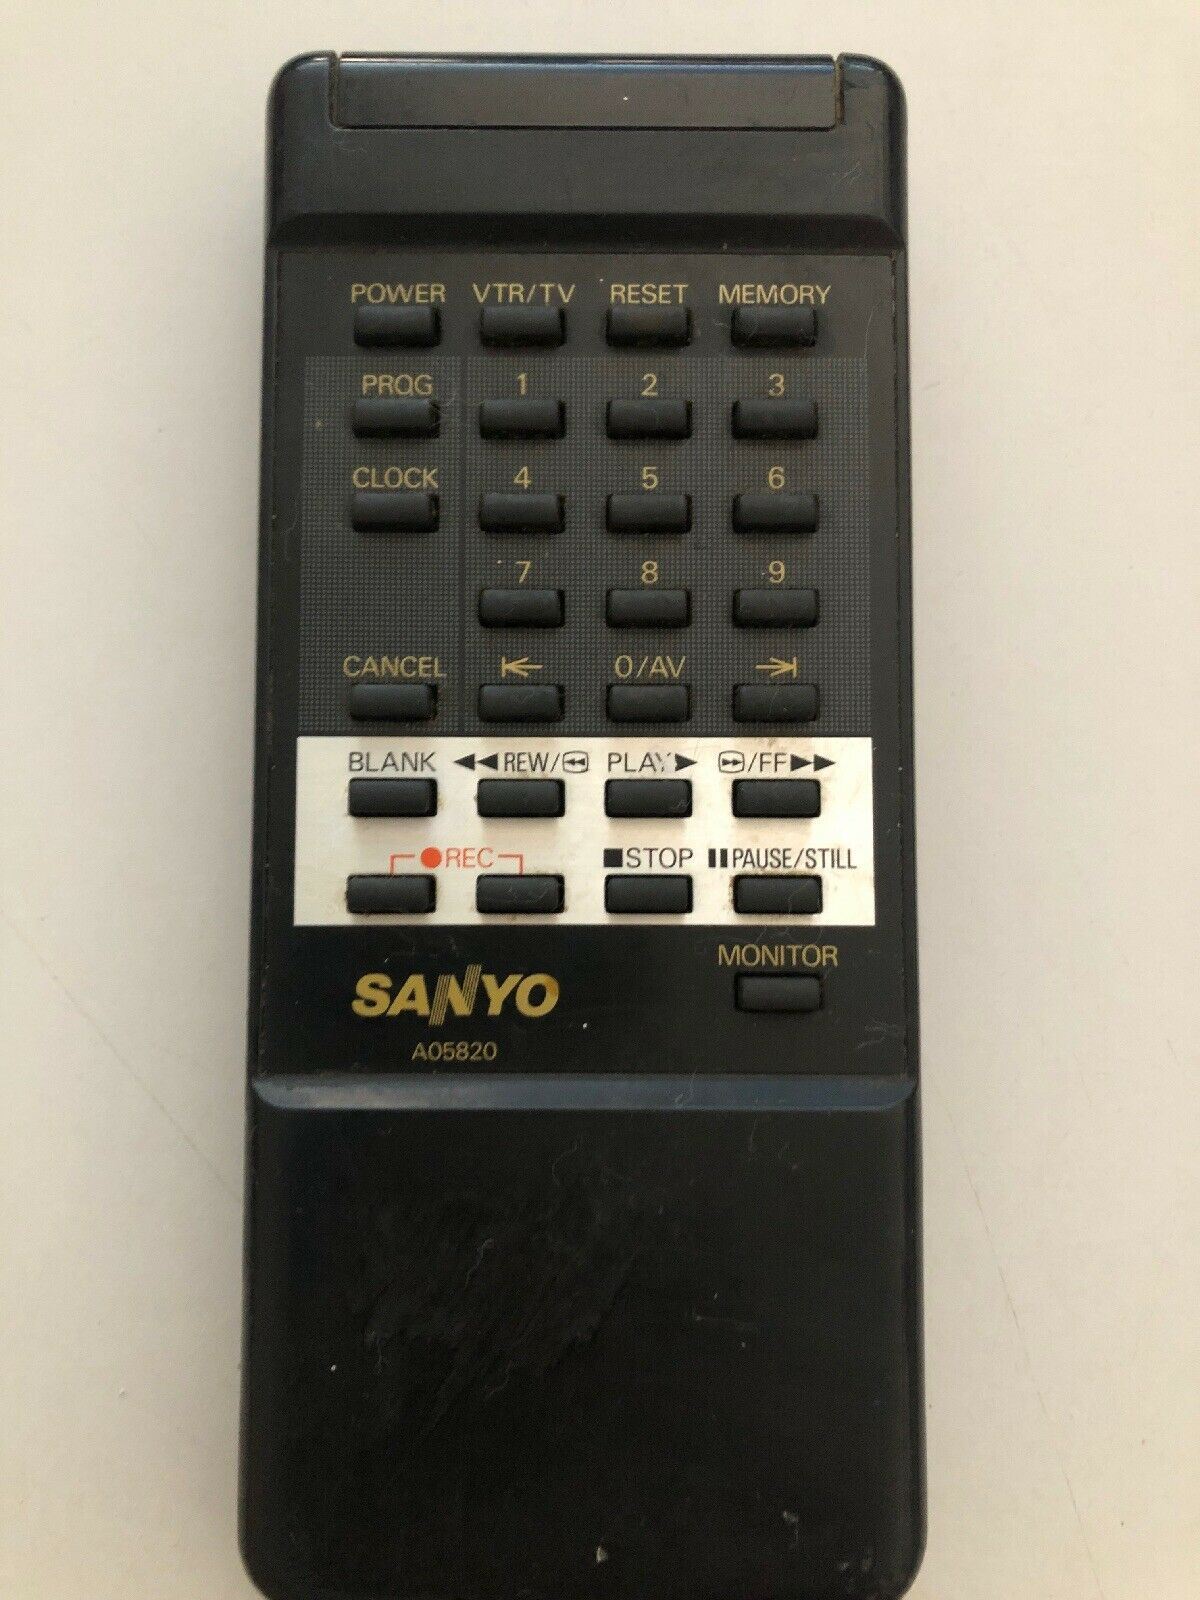 POWER VTR/TV RESET MEMORY
PROG 1 2 3
CLOCK 4 5 6
7 8 9
CANCEL 0/AV
BLANK ◀◀REW/ PLAY▶ /FF▶▶
●REC ■STOP ▮▮PAUSE/STILL
MONITOR
SANYO
A05820